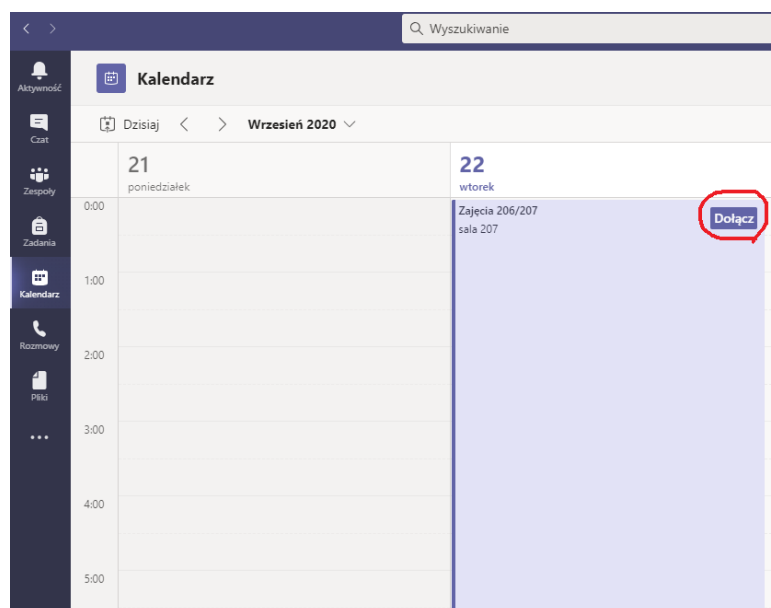 Wyszukiwanie
Aktywność
Czat
Zespoły
Zadania
Kalendarz
Rozmowy
Pliki
Kalendarz
Dzisiaj
Wrzesień 2020
21
poniedziałek
22
wtorek
0:00
1:00
2:00
3:00
4:00
5:00
Zajęcia 206/207
sala 207
Dołącz